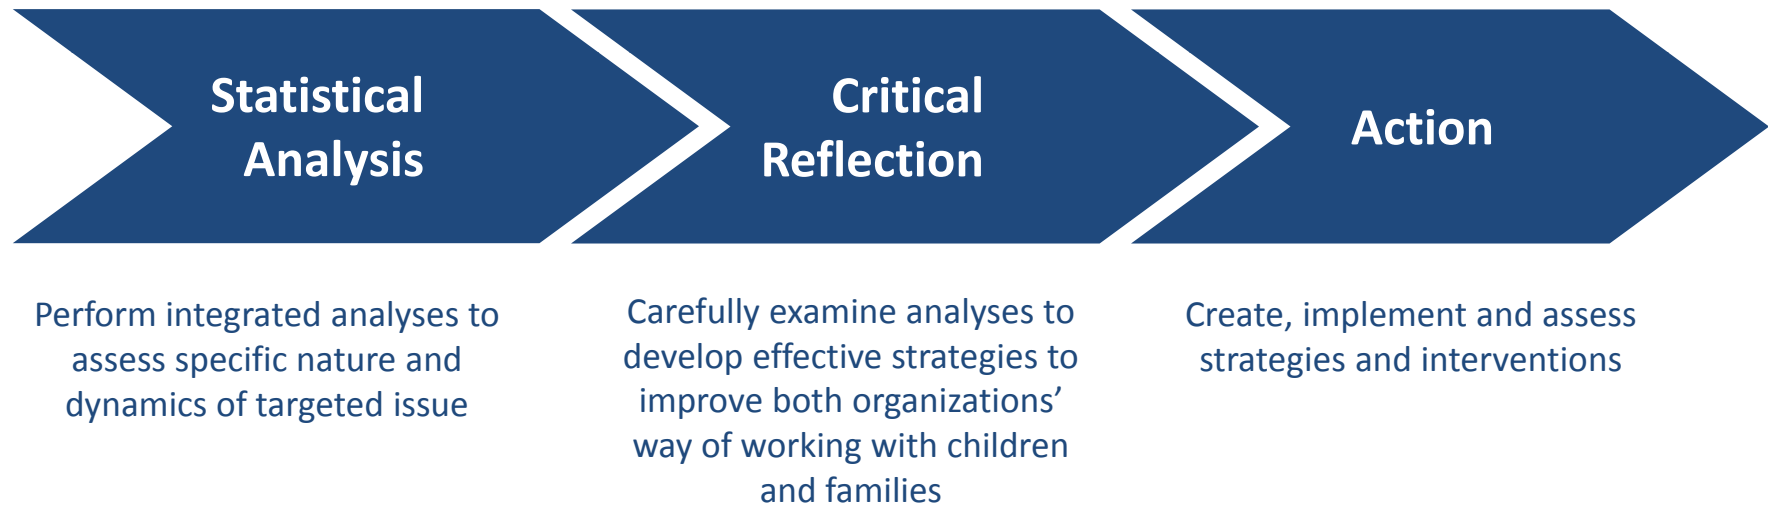 Statistical
Analysis
Critical
Reflection
Action
Perform integrated analyses to
assess specific nature and
dynamics of targeted issue
Carefully examine analyses to
develop effective strategies to
improve both organizations’
way of working with children
and families
Create, implement and assess
strategies and interventions